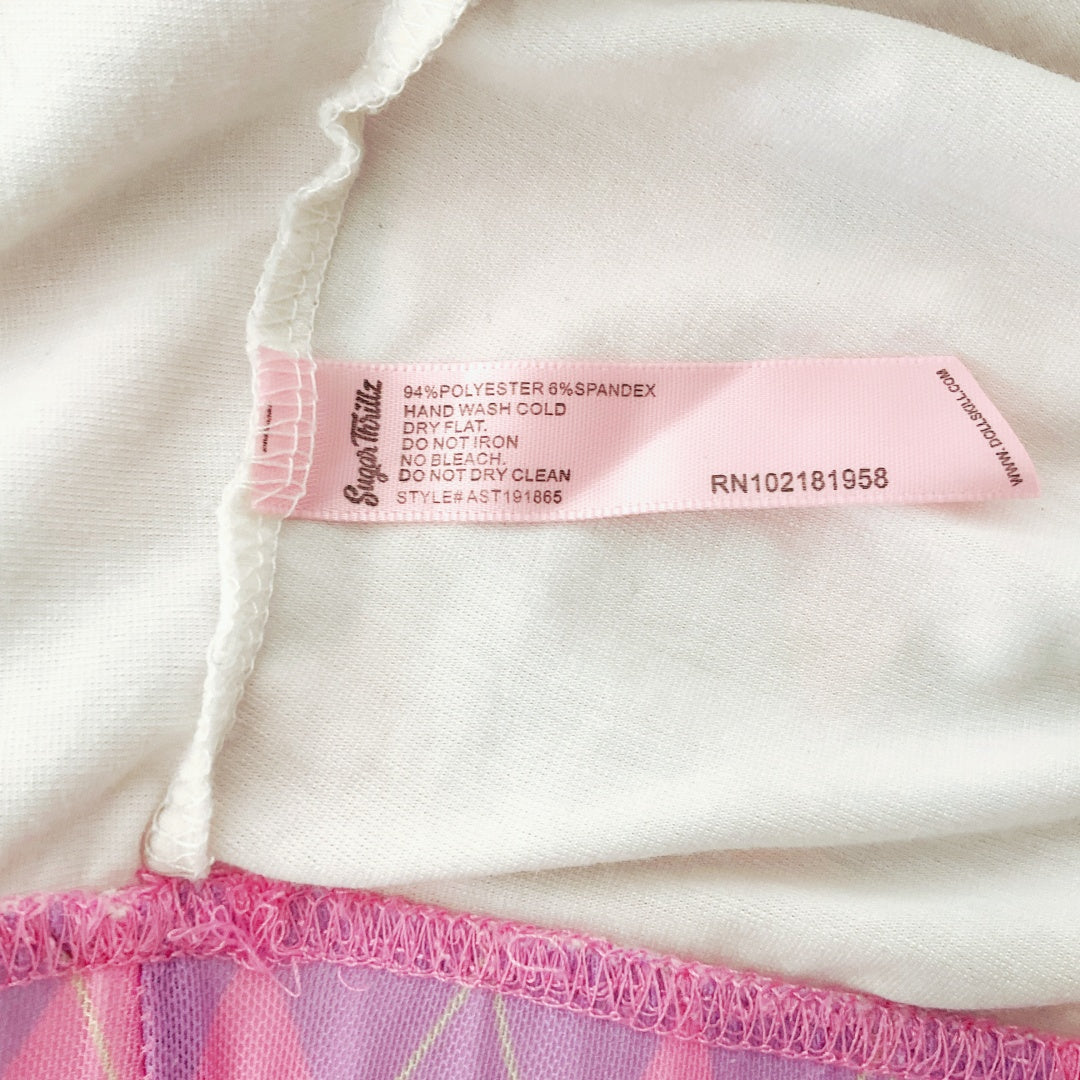 Sugar Thrillz
94%POLYESTER 6%SPANDEX
HAND WASH COLD
DRY FLAT.
DO NOT IRON
NO BLEACH.
DO NOT DRY CLEAN
STYLE# AST191865
RN102181958
WWW.DOLLSKILL.COM